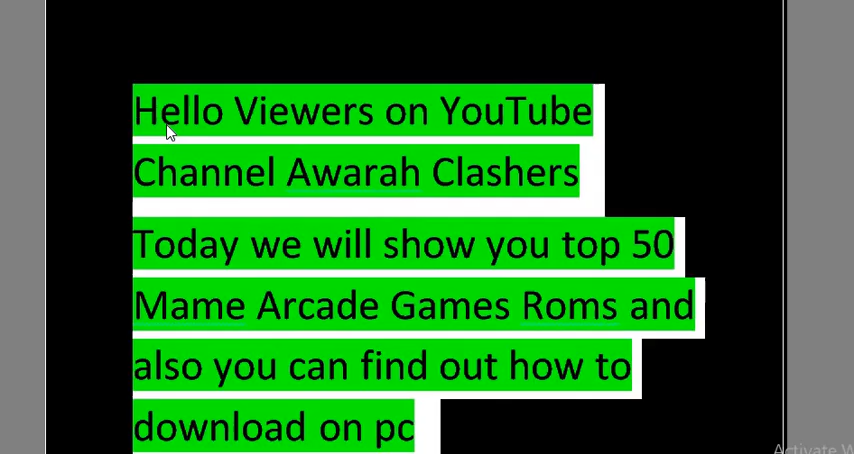 Hello Viewers on YouTube
Channel Awarah Clashers
Today we will show you top 50
Mame Arcade Games Roms and
also you can find out how to
download on pc
Activate